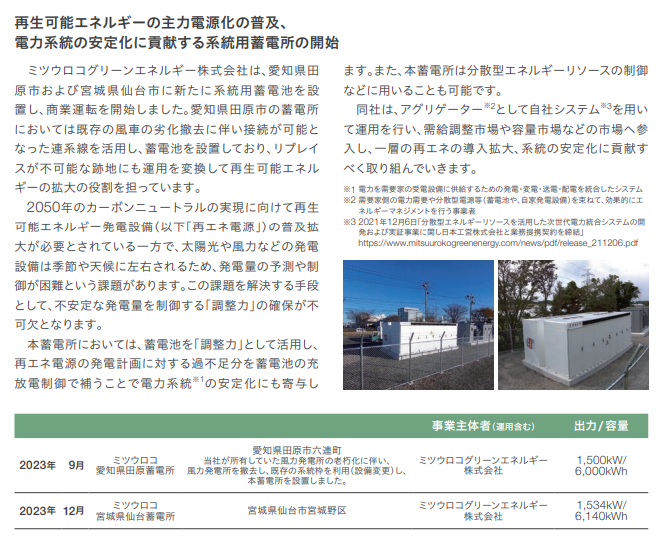 再生可能エネルギーの主力電源化の普及、
電力系統の安定化に貢献する系統用蓄電所の開始
ミツウロコグリーンエネルギー株式会社は、愛知県田
原市および宮城県仙台市に新たに系統用蓄電池を設
置し、商業運転を開始しました。愛知県田原市の蓄電所
においては既存の風車の劣化撤去に伴い接続が可能と
なった連系線を活用し、蓄電池を設置しており、リプレイ
スが不可能な跡地にも運用を変換して再生可能エネル
ギーの拡大の役割を担っています。
2050年のカーボンニュートラルの実現に向けて再生
可能エネルギー発電設備(以下「再エネ電源」)の普及拡
大が必要とされている一方で、太陽光や風力などの発電
設備は季節や天候に左右されるため、発電量の予測や制
御が困難という課題があります。この課題を解決する手段
として、不安定な発電量を制御する「調整力」の確保が不
可欠となります。
本蓄電所においては、蓄電池を「調整力」として活用し、
再エネ電源の発電計画に対する過不足分を蓄電池の充
放電制御で補うことで電力系統※1の安定化にも寄与し
ます。また、本蓄電所は分散型エネルギーリソースの制御
などに用いることも可能です。
同社は、アグリゲーター※2として自社システム※3を用い
て運用を行い、需給調整市場や容量市場などの市場へ参
入し、一層の再エネの導入拡大、系統の安定化に貢献す
べく取り組んでいきます。
※1 電力を需要家の受電設備に供給するための発電・変電・送電・配電を統合したシステム
※2 需要家側の電力需要や分散型電源等(蓄電池や、自家発電設備)を束ねて、効果的にエ
ネルギーマネジメントを行う事業者
※3 2021年12月6日「分散型エネルギーリソースを活用した次世代電力統合システムの開
発および実証事業に関し日本工営株式会社と業務提携契約を締結」
https://www.mitsuurokogreenenergy.com/news/pdf/release_211206.pdf
事業主体者(運用含む) 出力/容量
2023年 9月
ミツウロコ
愛知県田原蓄電所
愛知県田原市六連町
当社が所有していた風力発電所の老朽化に伴い、
風力発電所を撤去し、既存の系統枠を利用(設備変更)し、
本蓄電所を設置しました。
ミツウロコグリーンエネルギー
株式会社
1,500kW/
6,000kWh
2023年 12月
ミツウロコ
宮城県仙台蓄電所
宮城県仙台市宮城野区
ミツウロコグリーンエネルギー
株式会社
1,534kW/
6,140kWh